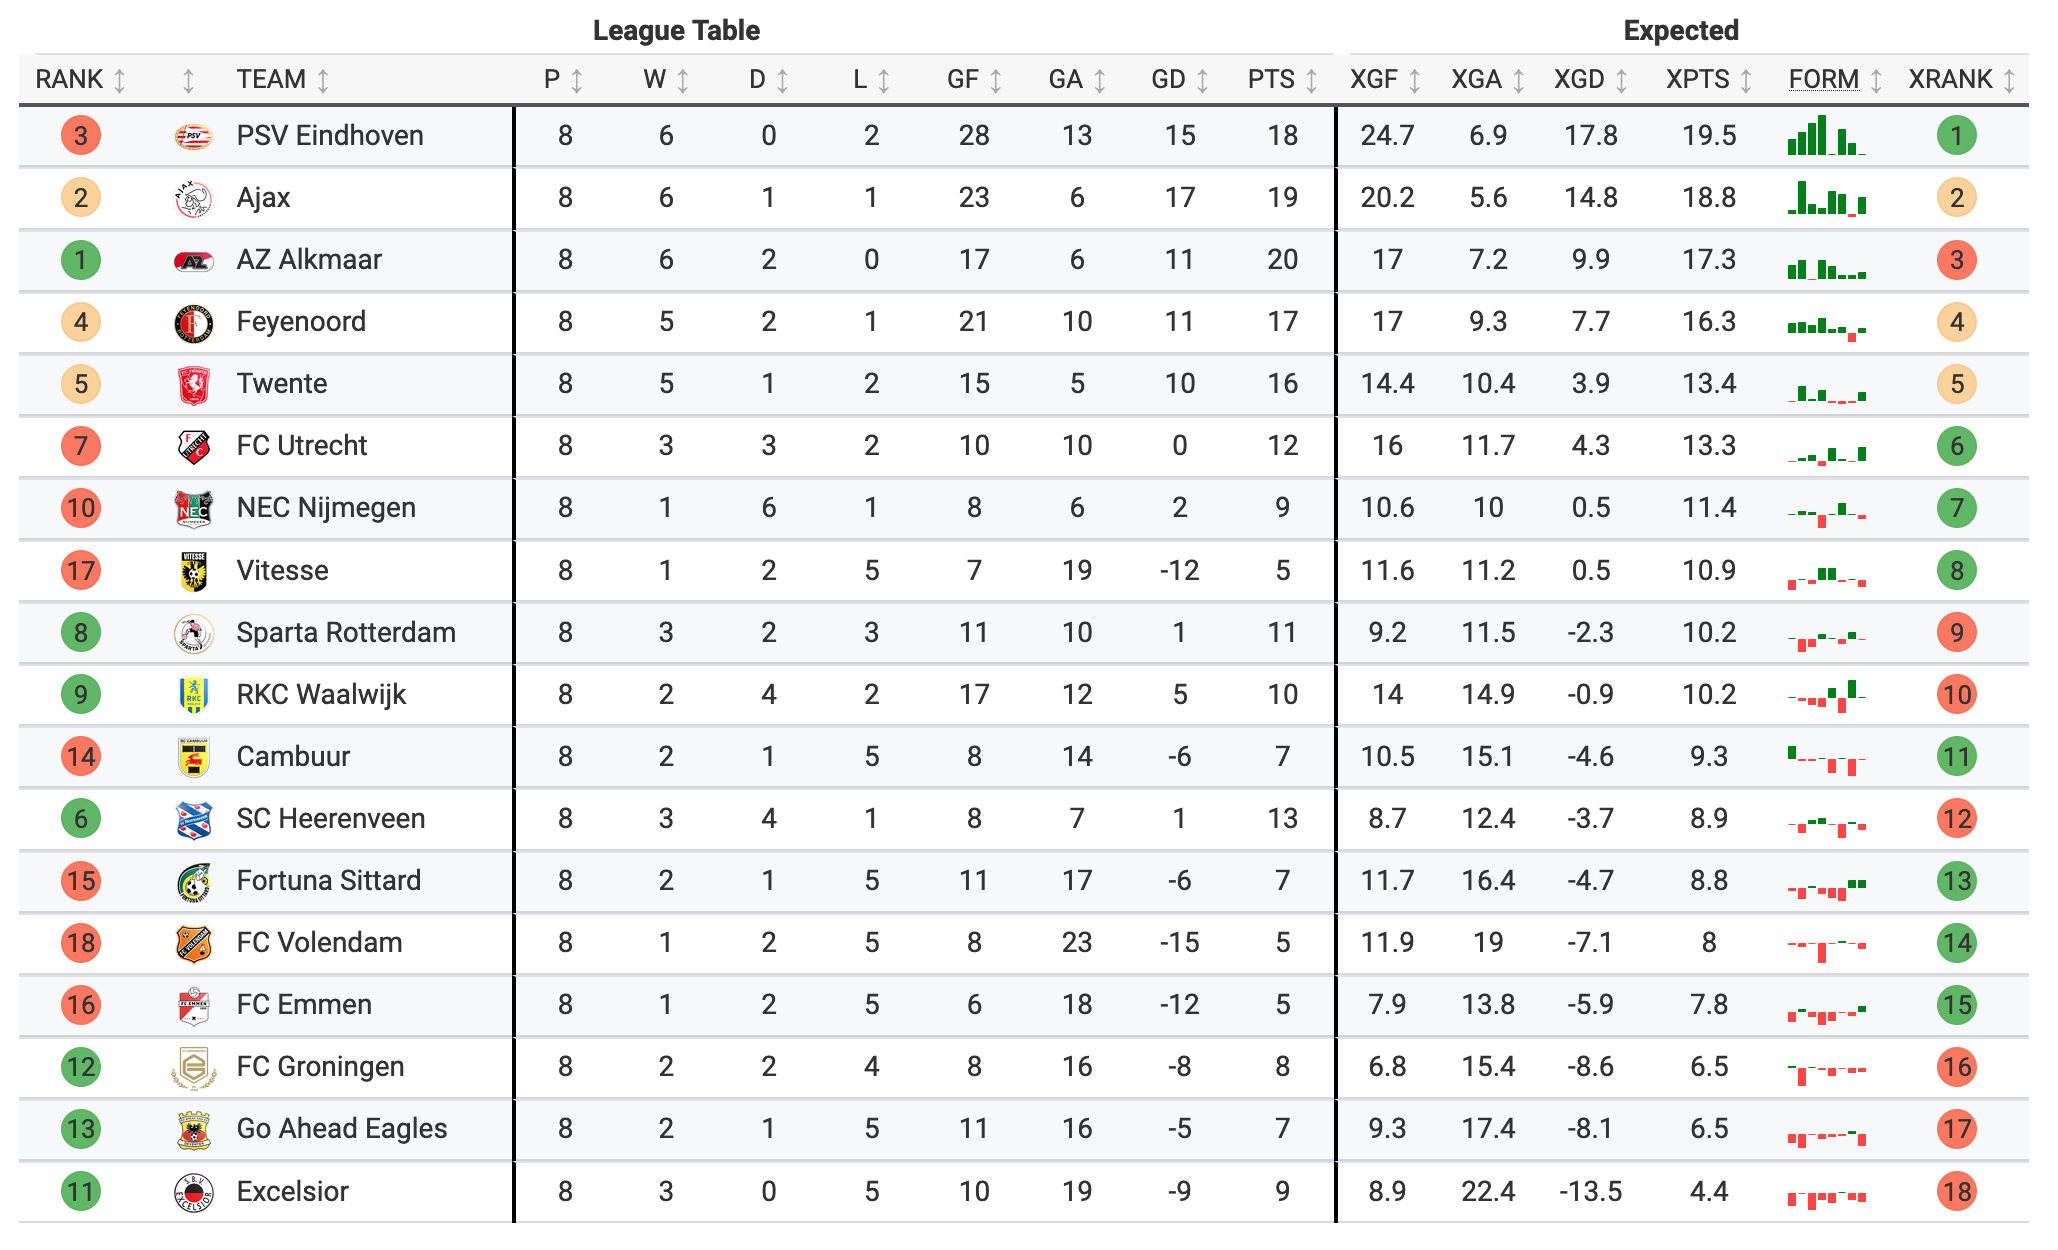 League Table Expected
RANK TEAM P W D L GF GA GD PTS XGF XGA XGD XPTS FORM XRANK
3 PSV PSV Eindhoven 8 6 0 2 28 13 15 18 24.7 6.9 17.8 19.5 1
2 AJAX Ajax 8 6 1 1 23 6 17 19 20.2 5.6 14.8 18.8 2
1 AZ AZ Alkmaar 8 6 2 0 17 6 11 20 17 7.2 9.9 17.3 3
4 F Feyenoord 8 5 2 1 21 10 11 17 17 9.3 7.7 16.3 4
5 Twente 8 5 1 2 15 5 10 16 14.4 10.4 3.9 13.4 5
7 UTRECHT FC Utrecht 8 3 3 2 10 10 0 12 16 11.7 4.3 13.3 6
10 NEC NEC Nijmegen 8 1 6 1 8 6 2 9 10.6 10 0.5 11.4 7
17 VITESSE Vitesse 8 1 2 5 7 19 -12 5 11.6 11.2 0.5 10.9 8
8 SPARTA Sparta Rotterdam 8 3 2 3 11 10 1 11 9.2 11.5 -2.3 10.2 9
9 RKC RKC Waalwijk 8 2 4 2 17 12 5 10 14 14.9 -0.9 10.2 10
14 SC CAMBUUR Cambuur 8 2 1 5 8 14 -6 7 10.5 15.1 -4.6 9.3 11
6 SC Heerenveen 8 3 4 1 8 7 1 13 8.7 12.4 -3.7 8.9 12
15 Fortuna Sittard 8 2 1 5 11 17 -6 7 11.7 16.4 -4.7 8.8 13
18 FC VOLENDAM FC Volendam 8 1 2 5 8 23 -15 5 11.9 19 -7.1 8 14
16 FC EMMEN FC Emmen 8 1 2 5 6 18 -12 5 7.9 13.8 -5.9 7.8 15
12 FC Groningen 8 2 2 4 8 16 -8 8 6.8 15.4 -8.6 6.5 16
13 Go Ahead Eagles 8 2 1 5 11 16 -5 7 9.3 17.4 -8.1 6.5 17
11 S.B.V. EXCELSIOR Excelsior 8 3 0 5 10 19 -9 9 8.9 22.4 -13.5 4.4 18